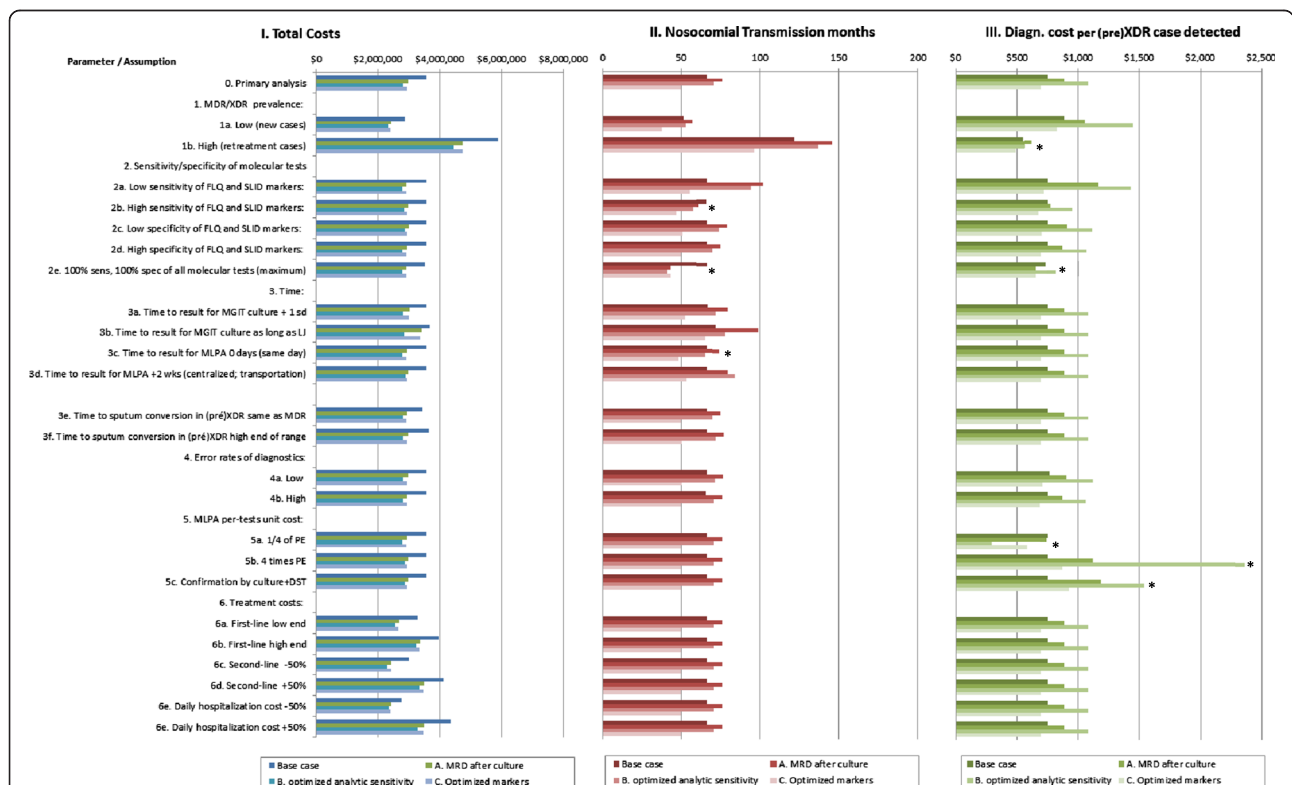 I. Total Costs
II. Nosocomial Transmission months
III. Diagn. cost per (pre)XDR case detected
Parameter / Assumption
$0 $2,000,000 $4,000,000 $6,000,000 $8,000,000
0 50 100 150 200
$0 $500 $1,000 $1,500 $2,000 $2,500
0. Primary analysis
1. MDR/XDR prevalence:
1a. Low (new cases)
1b. High (retreatment cases)
*
2. Sensitivity/specificity of molecular tests
2a. Low sensitivity of FLQ and SLID markers:
2b. High sensitivity of FLQ and SLID markers:
*
2c. Low specificity of FLQ and SLID markers:
2d. High specificity of FLQ and SLID markers:
2e. 100% sens, 100% spec of all molecular tests (maximum)
* *
3. Time:
3a. Time to result for MGIT culture + 1 sd
3b. Time to result for MGIT culture as long as LJ
3c. Time to result for MLPA 0 days (same day)
*
3d. Time to result for MLPA +2 wks (centralized; transportation)
3e. Time to sputum conversion in (pré)XDR same as MDR
3f. Time to sputum conversion in (pré)XDR high end of range
4. Error rates of diagnostics:
4a. Low
4b. High
5. MLPA per-tests unit cost:
5a. 1/4 of PE
*
5b. 4 times PE
*
5c. Confirmation by culture+DST
*
6. Treatment costs:
6a. First-line low end
6b. First-line high end
6c. Second-line -50%
6d. Second-line +50%
6e. Daily hospitalization cost -50%
6e. Daily hospitalization cost +50%
Base case A. MRD after culture
B. optimized analytic sensitivity C. Optimized markers
Base case A. MRD after culture
B. optimized analytic sensitivity C. Optimized markers
Base case A. MRD after culture
B. optimized analytic sensitivity C. Optimized markers